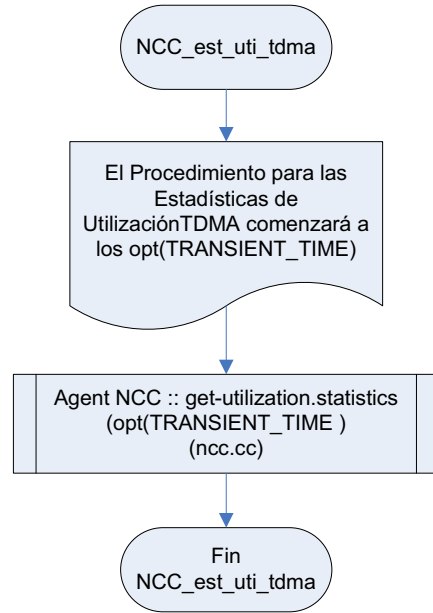 NCC_est_uti_tdma
El Procedimiento para las
Estadísticas de
UtilizaciónTDMA comenzará a
los opt(TRANSIENT_TIME)
Agent NCC :: get-utilization.statistics
(opt(TRANSIENT_TIME )
(ncc.cc)
Fin
NCC_est_uti_tdma